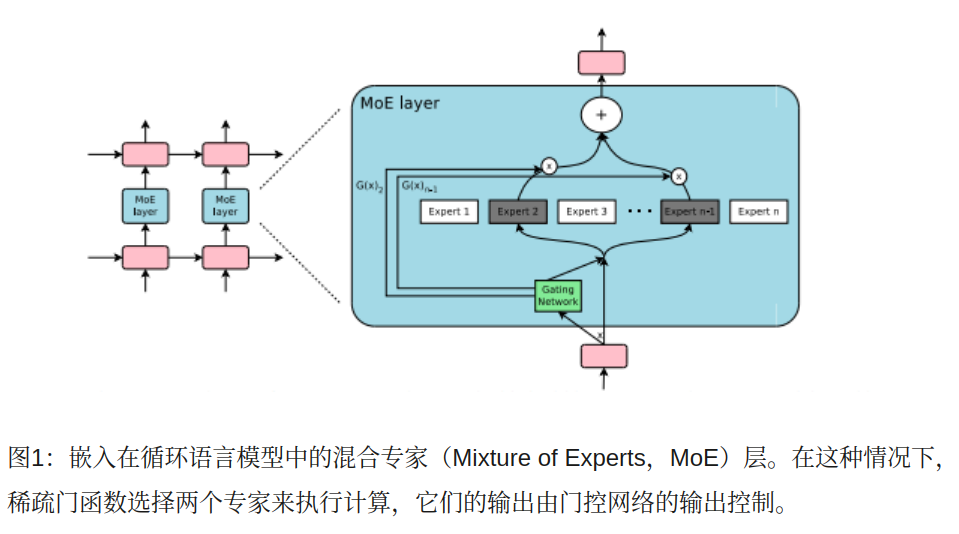 MoE layer
G(x)₂
G(x)ₙ₋₁
MoE layer
MoE layer
Expert 1
Expert 2
Expert 3
...
Expert n-1
Expert n
Gating
Network
x
图1：嵌入在循环语言模型中的混合专家（Mixture of Experts，MoE）层。在这种情况下，
稀疏门函数选择两个专家来执行计算，它们的输出由门控网络的输出控制。